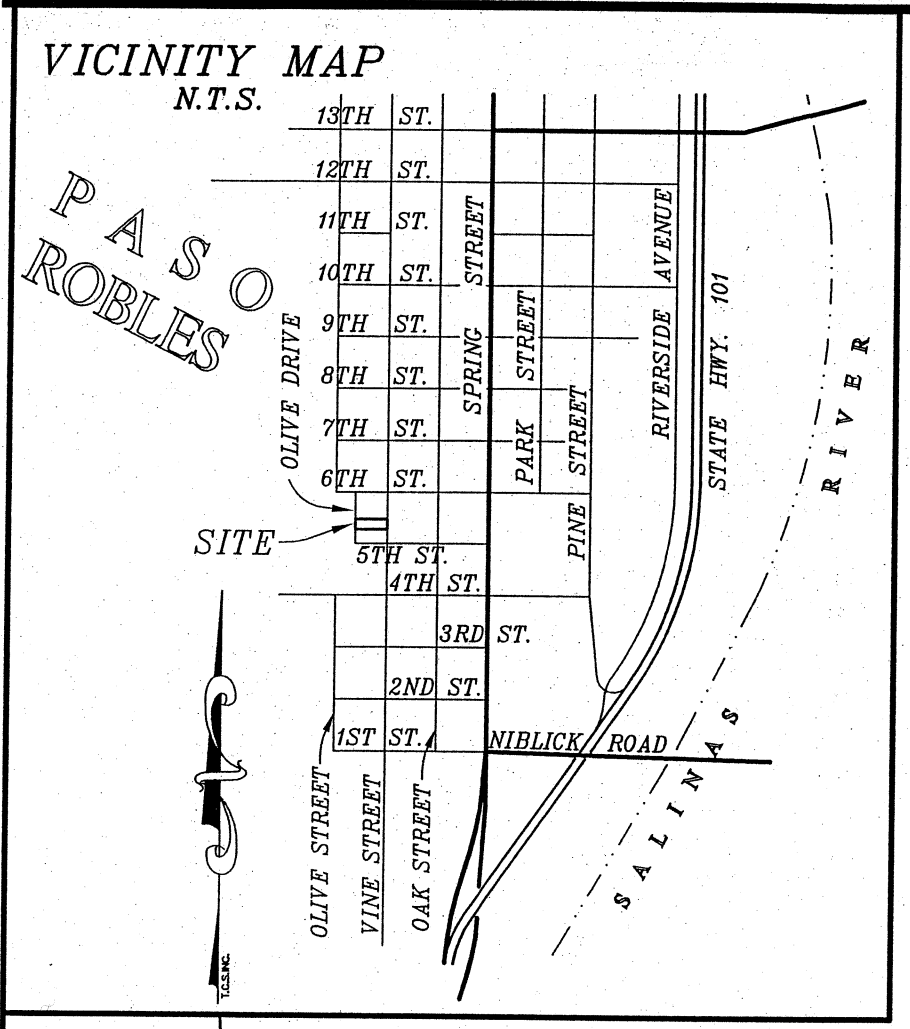 VICINITY MAP
N.T.S.
PASO
ROBLES
13TH ST.
12TH ST.
11TH ST.
10TH ST.
9TH ST.
8TH ST.
7TH ST.
6TH ST.
5TH ST.
4TH ST.
3RD ST.
2ND ST.
1ST ST.
NIBLICK ROAD
SITE
OLIVE DRIVE
SPRING STREET
PARK STREET
PINE STREET
RIVERSIDE AVENUE
STATE HWY. 101
SALINAS RIVER
OLIVE STREET
VINE STREET
OAK STREET
T.C.S.INC.